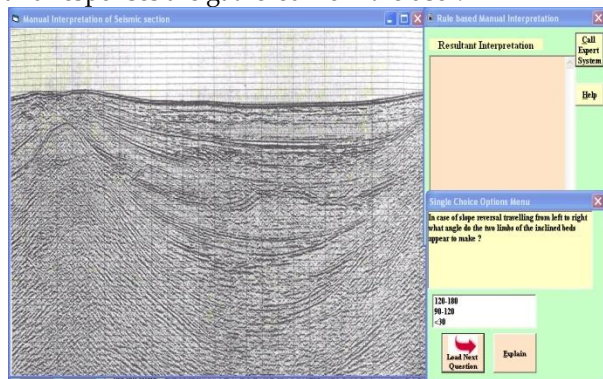 Manual Interpretation of Seismic section
Rule based Manual Interpretation
Resultant Interpretation
Call
Expert
System
Help
Single Choice Options Menu
In case of slope reversal travelling from left to right
what angle do the two limbs of the inclined beds
appear to make ?
120-180
90-120
<30
Load Next
Question
Explain